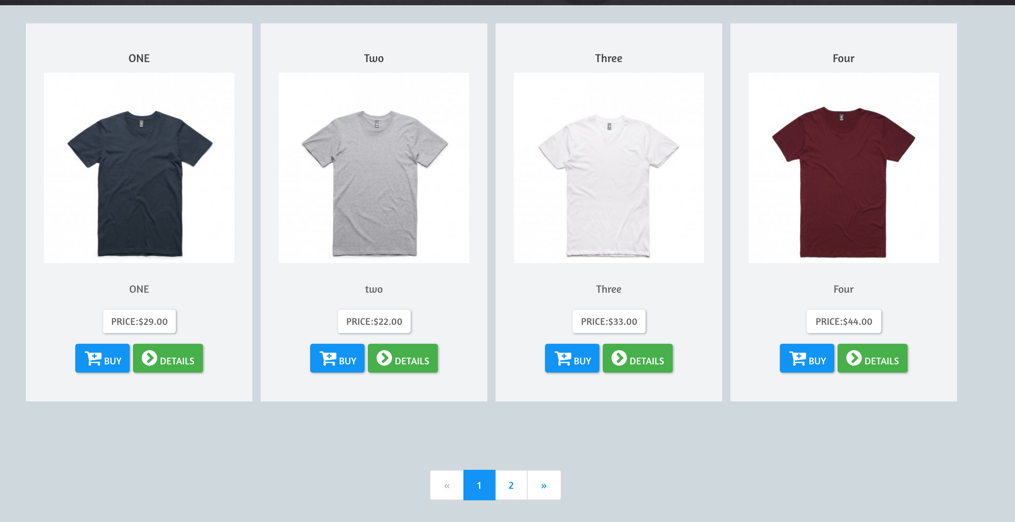 ONE
Two
Three
Four
ONE
two
Three
Four
PRICE:$29.00
PRICE:$22.00
PRICE:$33.00
PRICE:$44.00
BUY DETAILS
BUY DETAILS
BUY DETAILS
BUY DETAILS
« 1 2 »